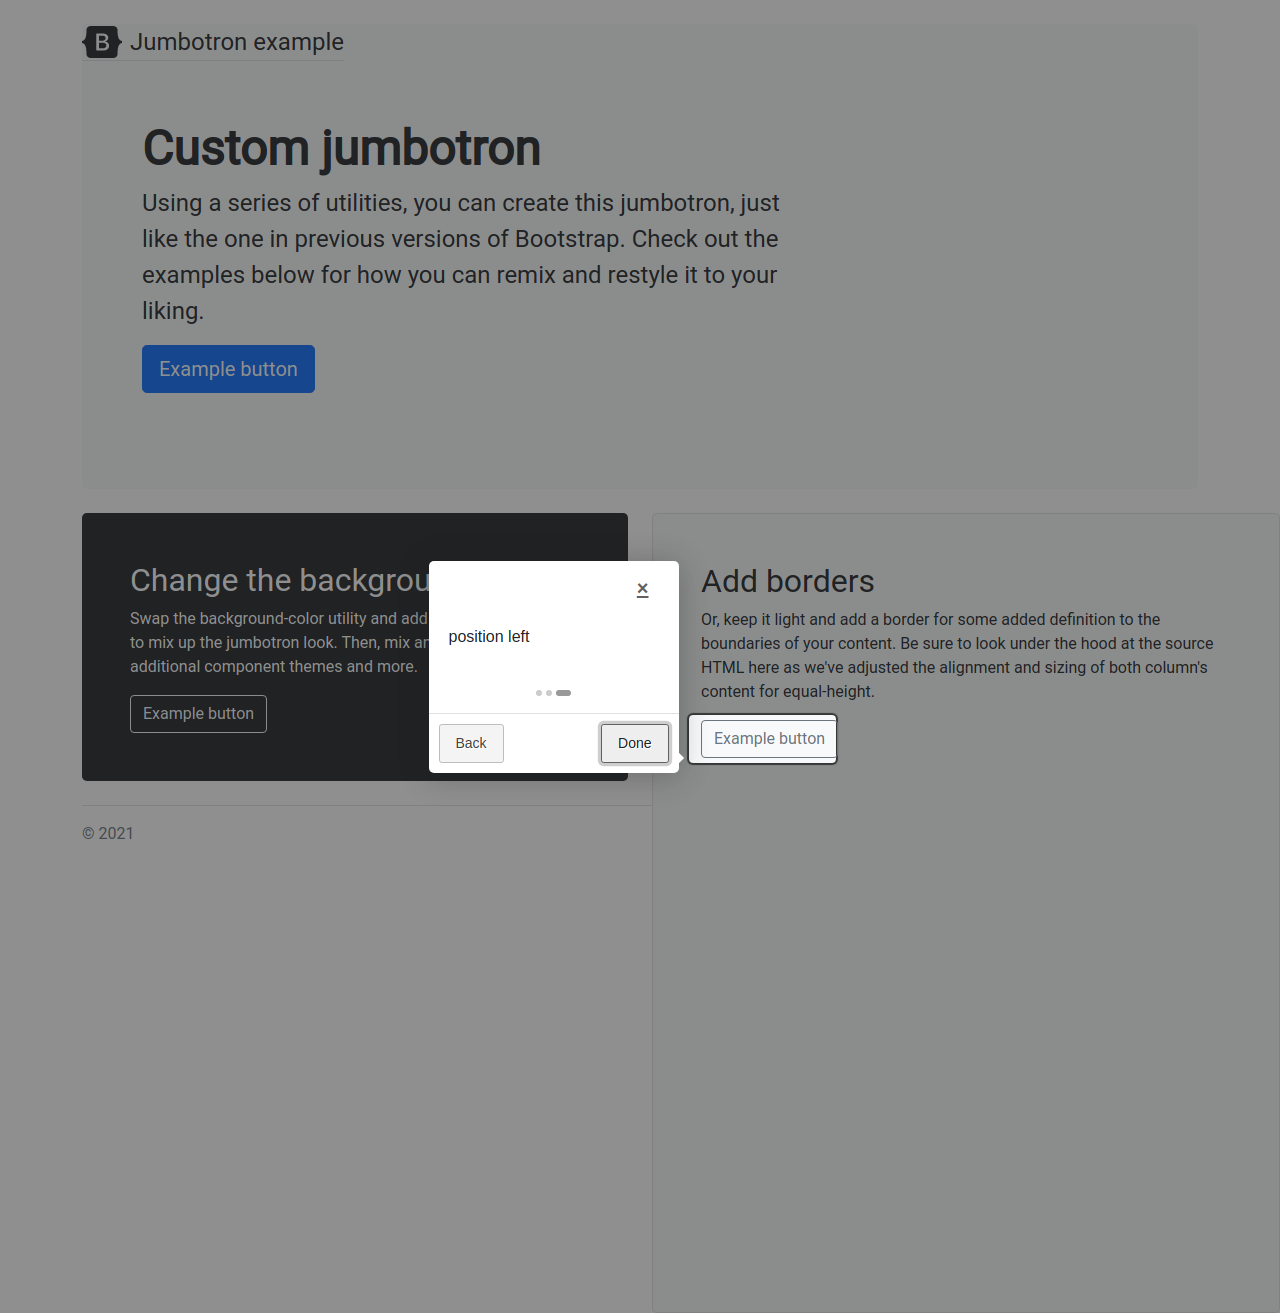 B Jumbotron example
Custom jumbotron
Using a series of utilities, you can create this jumbotron, just
like the one in previous versions of Bootstrap. Check out the
examples below for how you can remix and restyle it to your
liking.
Example button
Change the backgrou
Swap the background-color utility and add
to mix up the jumbotron look. Then, mix
additional component themes and more.
Example button
×
position left
Back
Done
Add borders
Or, keep it light and add a border for some added definition to the
boundaries of your content. Be sure to look under the hood at the source
HTML here as we've adjusted the alignment and sizing of both column's
content for equal-height.
Example button
© 2021